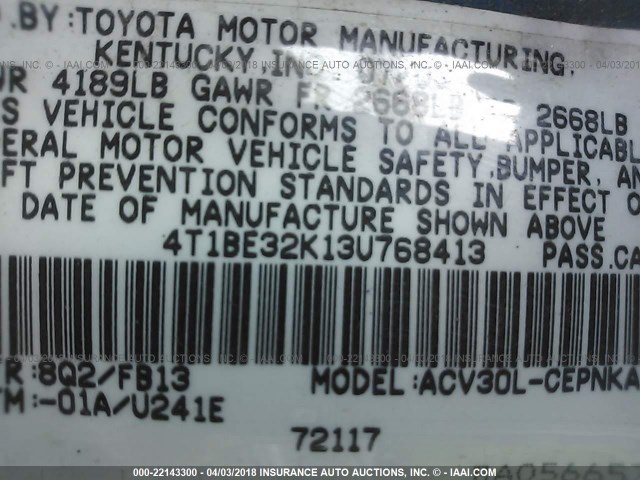 .BY:TOYOTA MOTOR MANUFACTURING,
KENTUCKY,INC
4189LB GAWR FR 2668LB 2668LB
VEHICLE CONFORMS TO ALL APPLICABL
ERAL MOTOR VEHICLE SAFETY,BUMPER, AN
FT PREVENTION STANDARDS IN EFFECT O
DATE OF MANUFACTURE SHOWN ABOVE
4T1BE32K13U768413 PASS.CA
R:8Q2/FB13 MODEL:ACV30L-CEPNKA
M:-01A/U241E
72117
000-22143300 - 04/03/2018 INSURANCE AUTO AUCTIONS - IAAI.COM